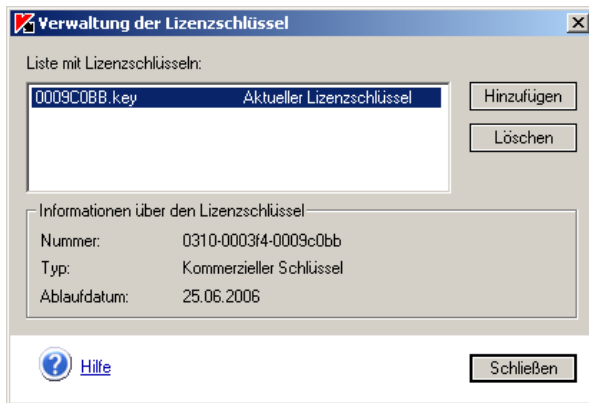 Verwaltung der Lizenzschlüssel
Liste mit Lizenzschlüsseln:
0009C0BB.key Aktueller Lizenzschlüssel
Hinzufügen
Löschen
Informationen über den Lizenzschlüssel
Nummer: 0310-0003f4-0009c0bb
Typ: Kommerzieller Schlüssel
Ablaufdatum: 25.06.2006
Hilfe
Schließen